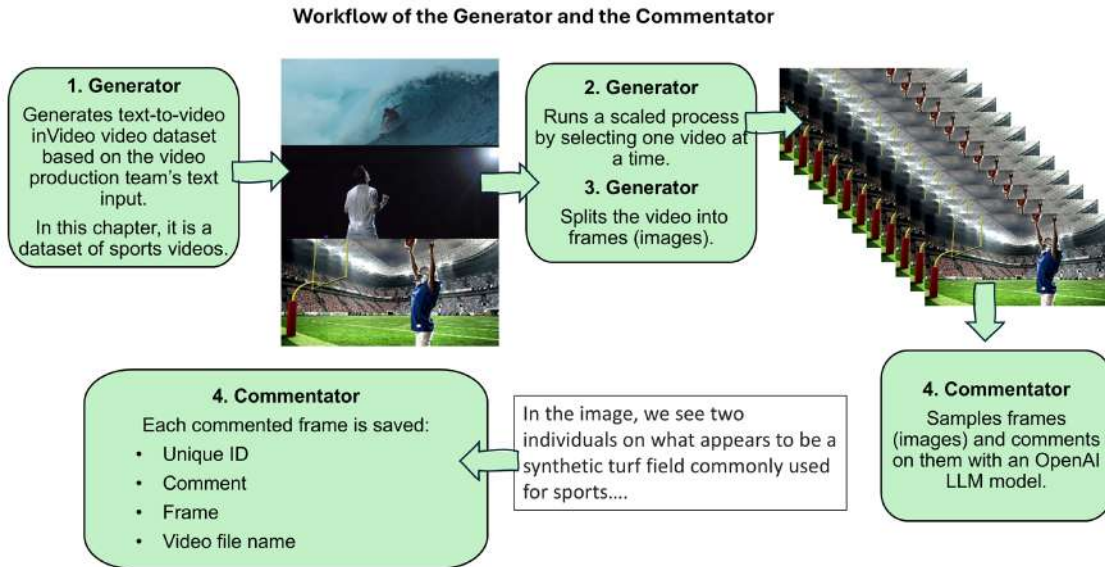 Workflow of the Generator and the Commentator
1. Generator
Generates text-to-video
inVideo video dataset
based on the video
production team's text
input.
In this chapter, it is a
dataset of sports videos.
2. Generator
Runs a scaled process
by selecting one video at
a time.
3. Generator
Splits the video into
frames (images).
4. Commentator
Samples frames
(images) and comments
on them with an OpenAI
LLM model.
In the image, we see two
individuals on what appears to be a
synthetic turf field commonly used
for sports....
4. Commentator
Each commented frame is saved:
• Unique ID
• Comment
• Frame
• Video file name